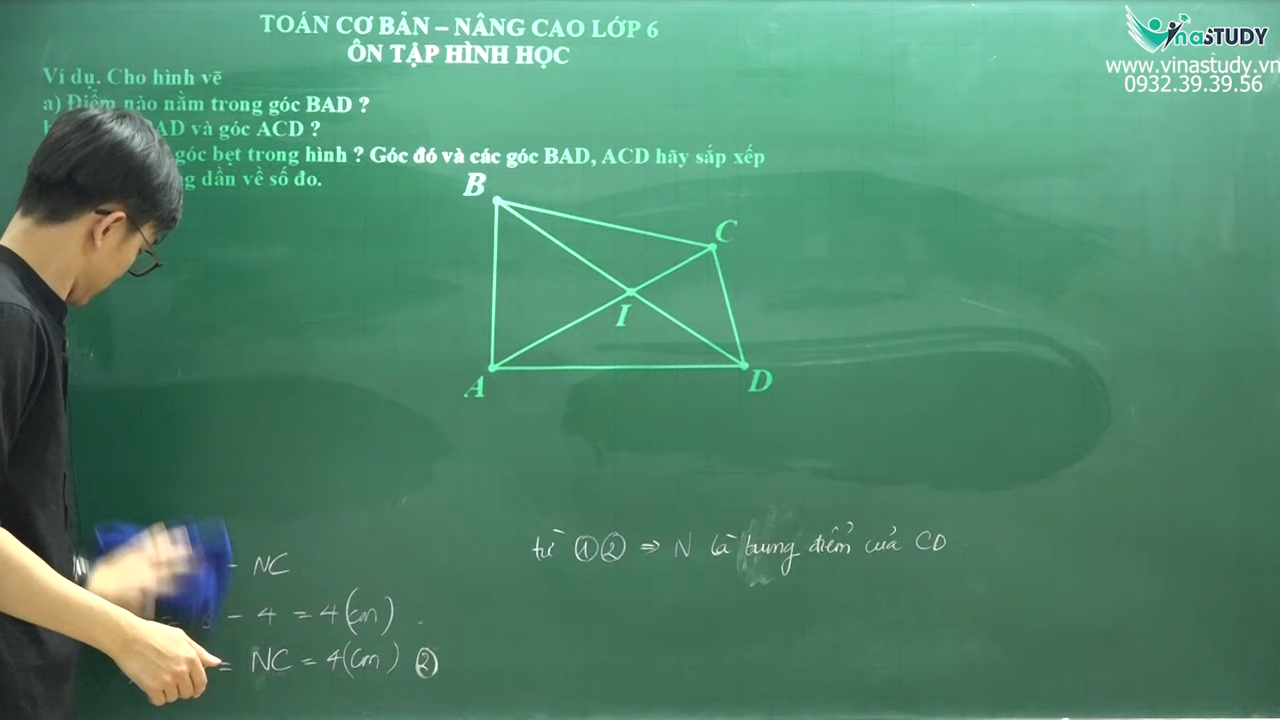 TOÁN CƠ BẢN – NÂNG CAO LỚP 6
ÔN TẬP HÌNH HỌC
VinaSTUDY
www.vinastudy.vn
0932.39.39.56
Ví dụ. Cho hình vẽ
a) Điểm nào nằm trong góc BAD ?
AD và góc ACD ?
góc bẹt trong hình ? Góc đó và các góc BAD, ACD hãy sắp xếp
dần về số đo.
B
C
I
A
D
từ ①② => N là trung điểm của CD
- NC
- 4 = 4 (cm).
= NC = 4 (cm) ②